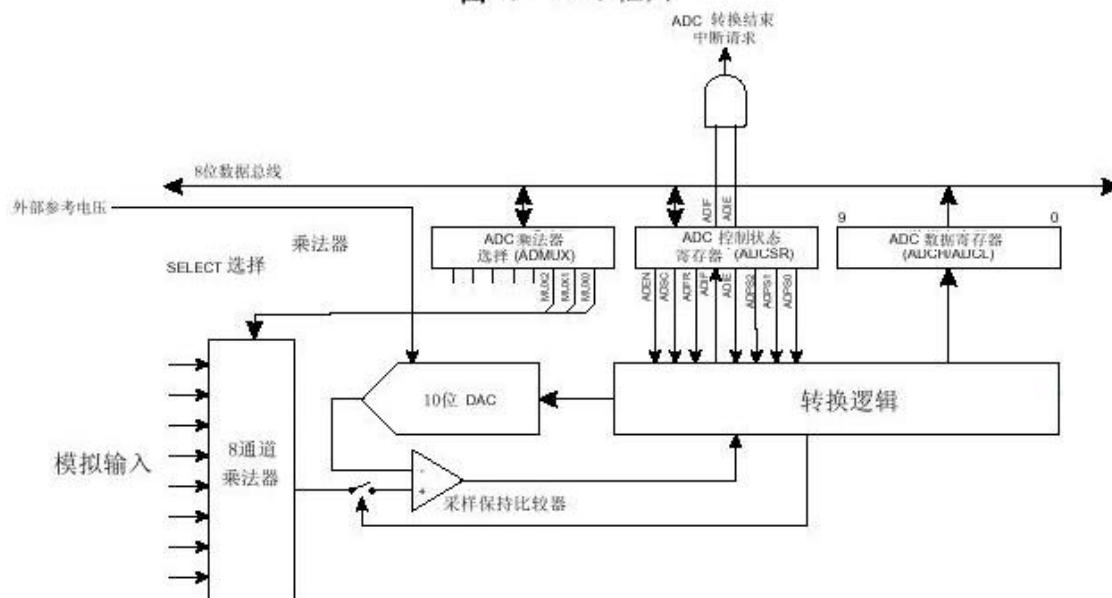 图
ADC 转换结束
中断请求
8位数据总线
外部参考电压
乘法器
SELECT 选择
ADC 乘法器
选择 (ADMUX)
MUX2
MUX1
MUX0
ADIF
ADIE
ADC 控制状态
寄存器 (ADCSR)
ADEN
ADSC
ADFR
ADIF
ADIE
ADPS2
ADPS1
ADPS0
9
0
ADC 数据寄存器
(ADCH/ADCL)
10位 DAC
转换逻辑
模拟输入
8通道
乘法器
-
+
采样保持比较器